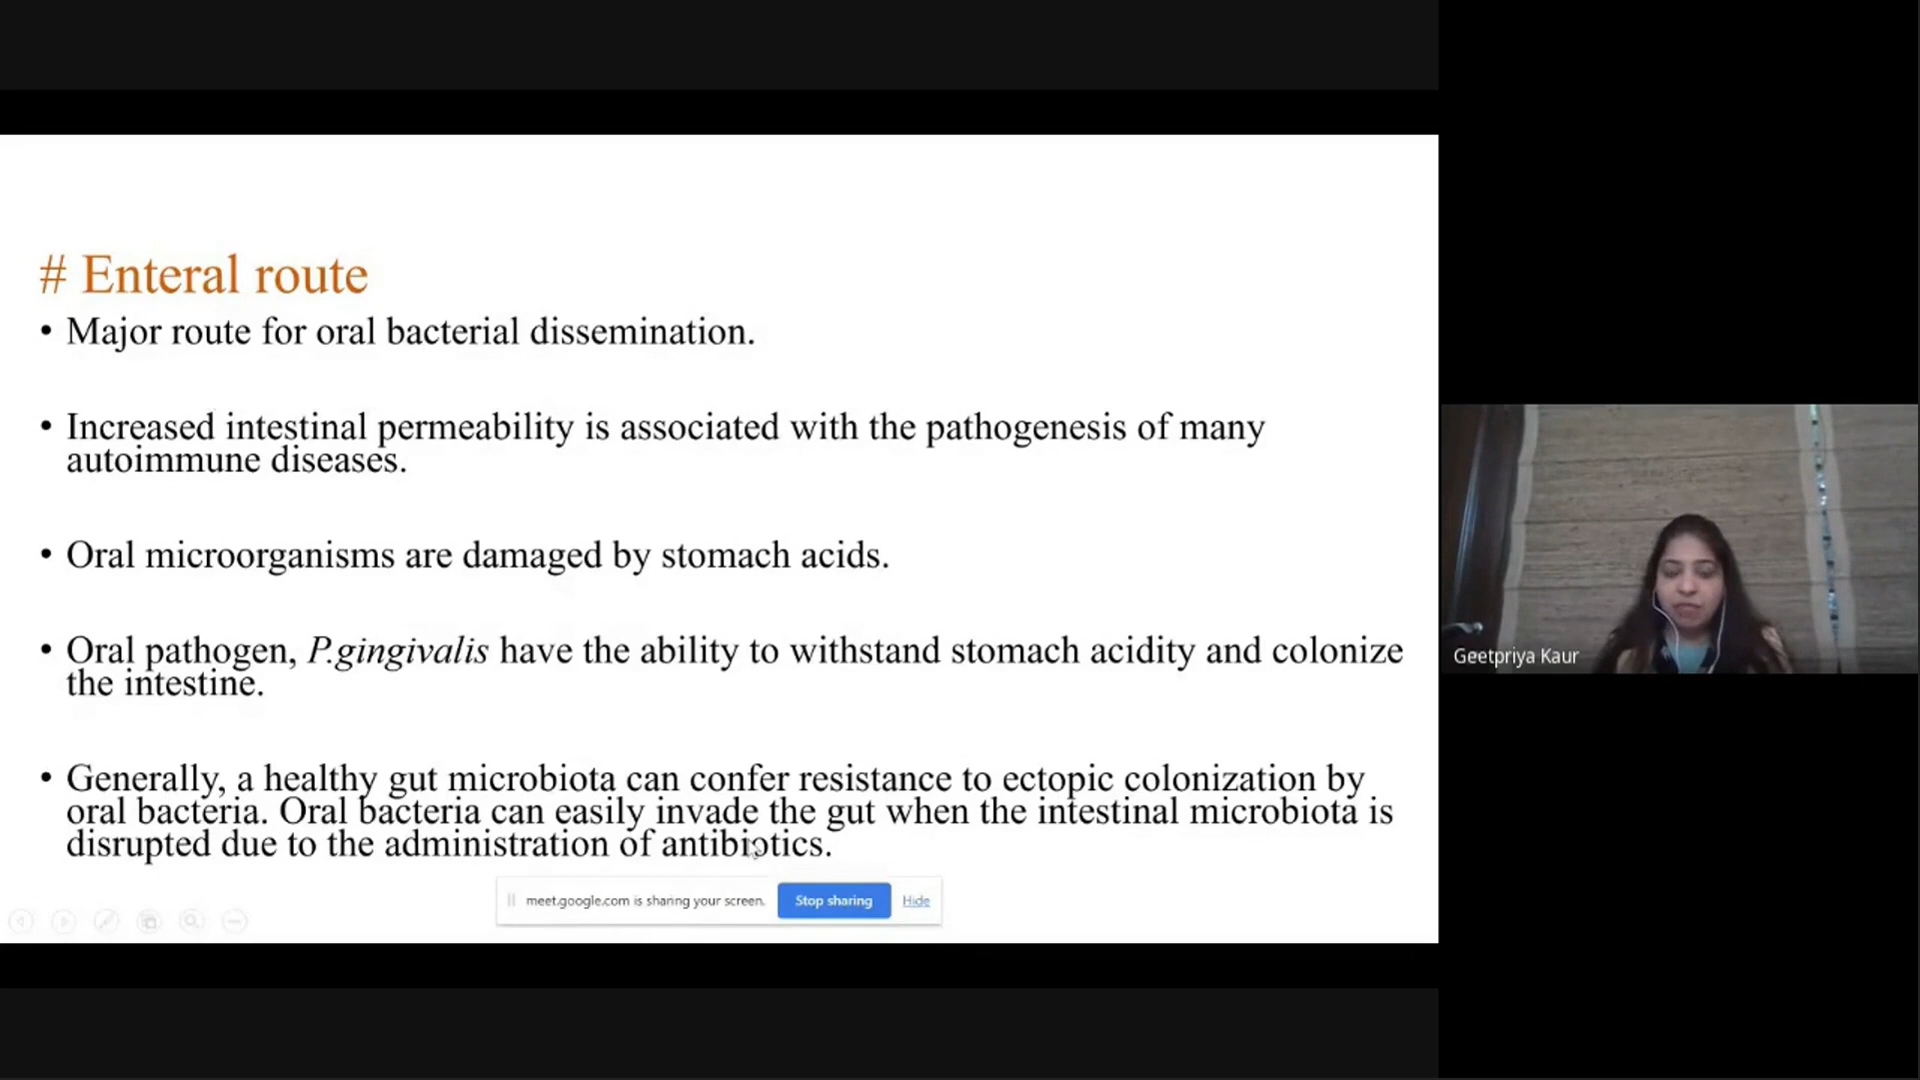 # Enteral route
• Major route for oral bacterial dissemination.
• Increased intestinal permeability is associated with the pathogenesis of many
autoimmune diseases.
• Oral microorganisms are damaged by stomach acids.
• Oral pathogen, P.gingivalis have the ability to withstand stomach acidity and colonize
the intestine.
• Generally, a healthy gut microbiota can confer resistance to ectopic colonization by
oral bacteria. Oral bacteria can easily invade the gut when the intestinal microbiota is
disrupted due to the administration of antibiotics.
meet.google.com is sharing your screen. Stop sharing Hide
Geetpriya Kaur